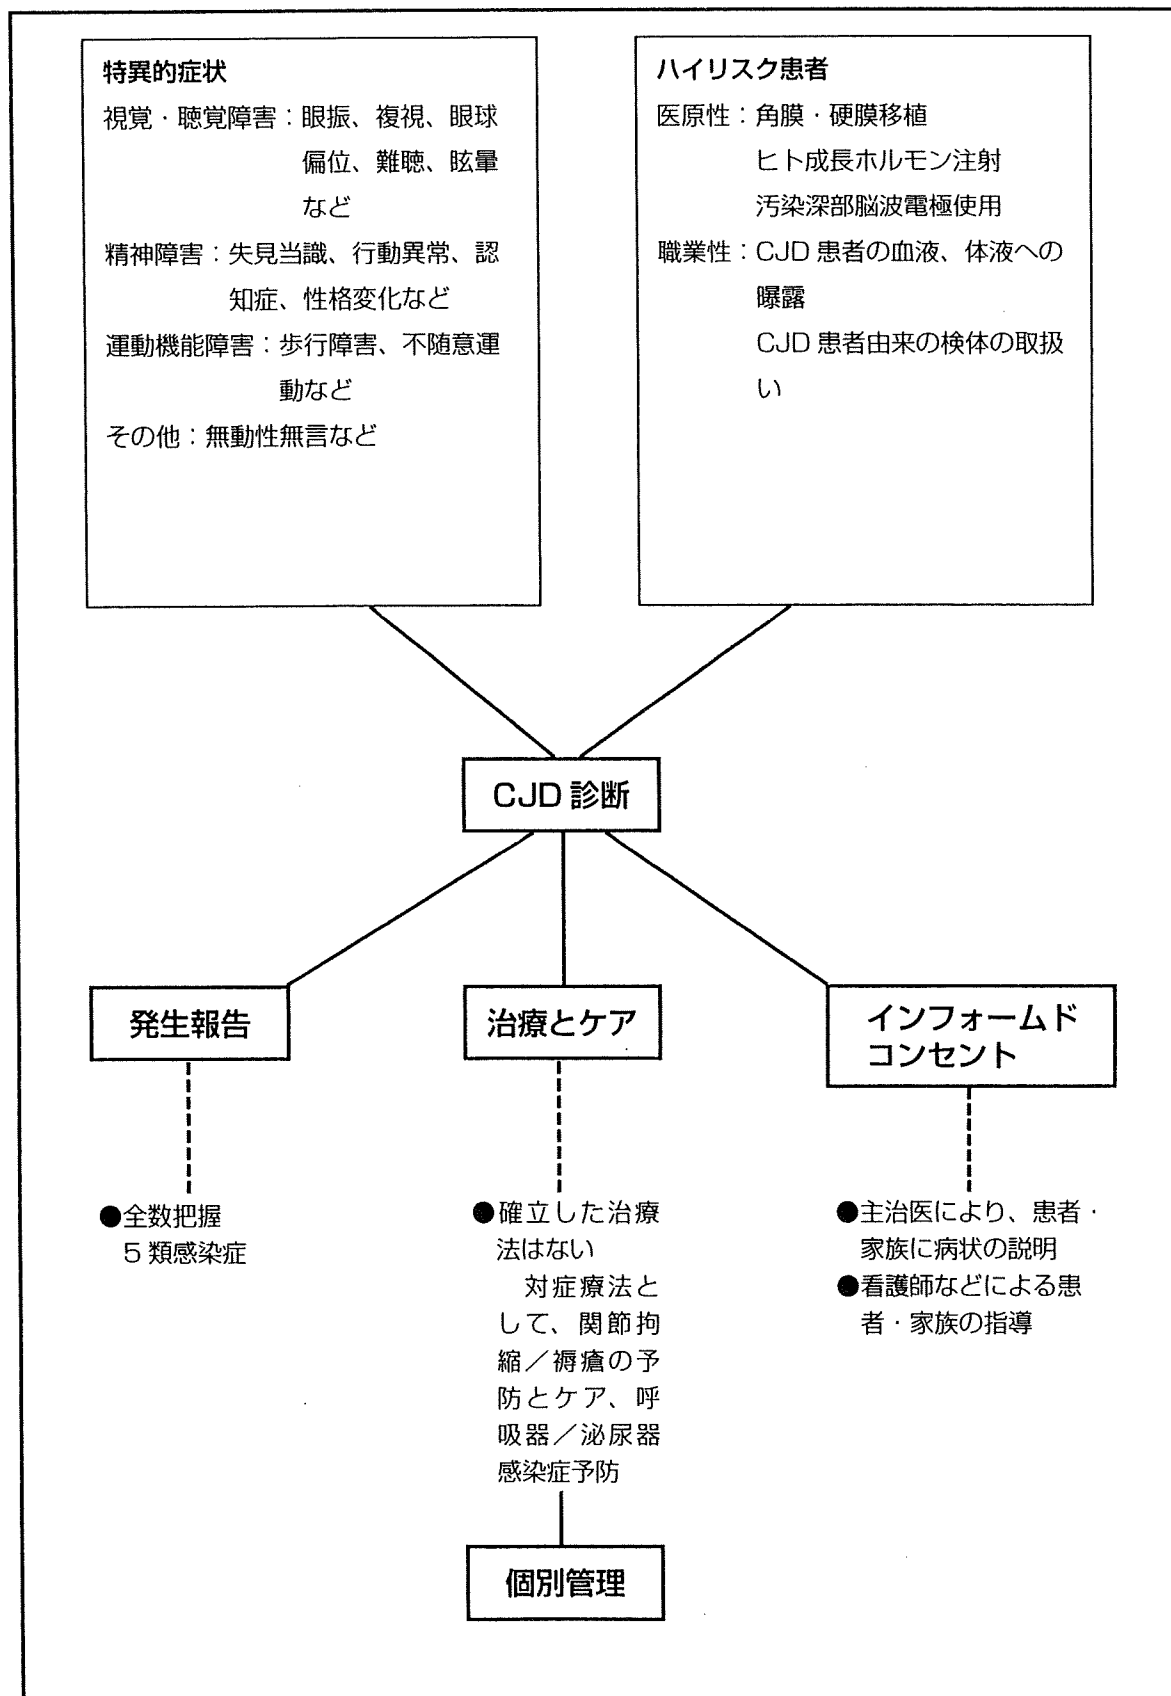 特異的症状
視覚・聴覚障害：眼振、複視、眼球
偏位、難聴、眩暈
など
精神障害：失見当識、行動異常、認
知症、性格変化など
運動機能障害：歩行障害、不随意運
動など
その他：無動性無言など
ハイリスク患者
医原性：角膜・硬膜移植
ヒト成長ホルモン注射
汚染深部脳波電極使用
職業性：CJD 患者の血液、体液への
曝露
CJD 患者由来の検体の取扱
い
CJD 診断
発生報告
●全数把握
5 類感染症
治療とケア
●確立した治療
法はない
対症療法と
して、関節拘
縮／褥瘡の予
防とケア、呼
吸器／泌尿器
感染症予防
個別管理
インフォームド
コンセント
●主治医により、患者・
家族に病状の説明
●看護師などによる患
者・家族の指導